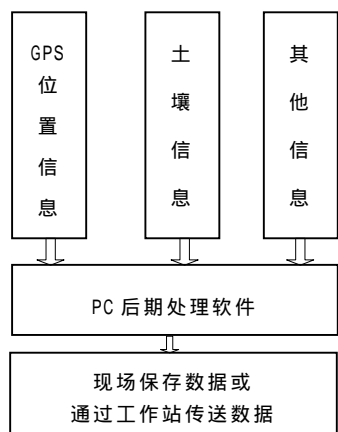 GPS
位
置
信
息
土
壤
信
息
其
他
信
息
PC 后期处理软件
现场保存数据或
通过工作站传送数据